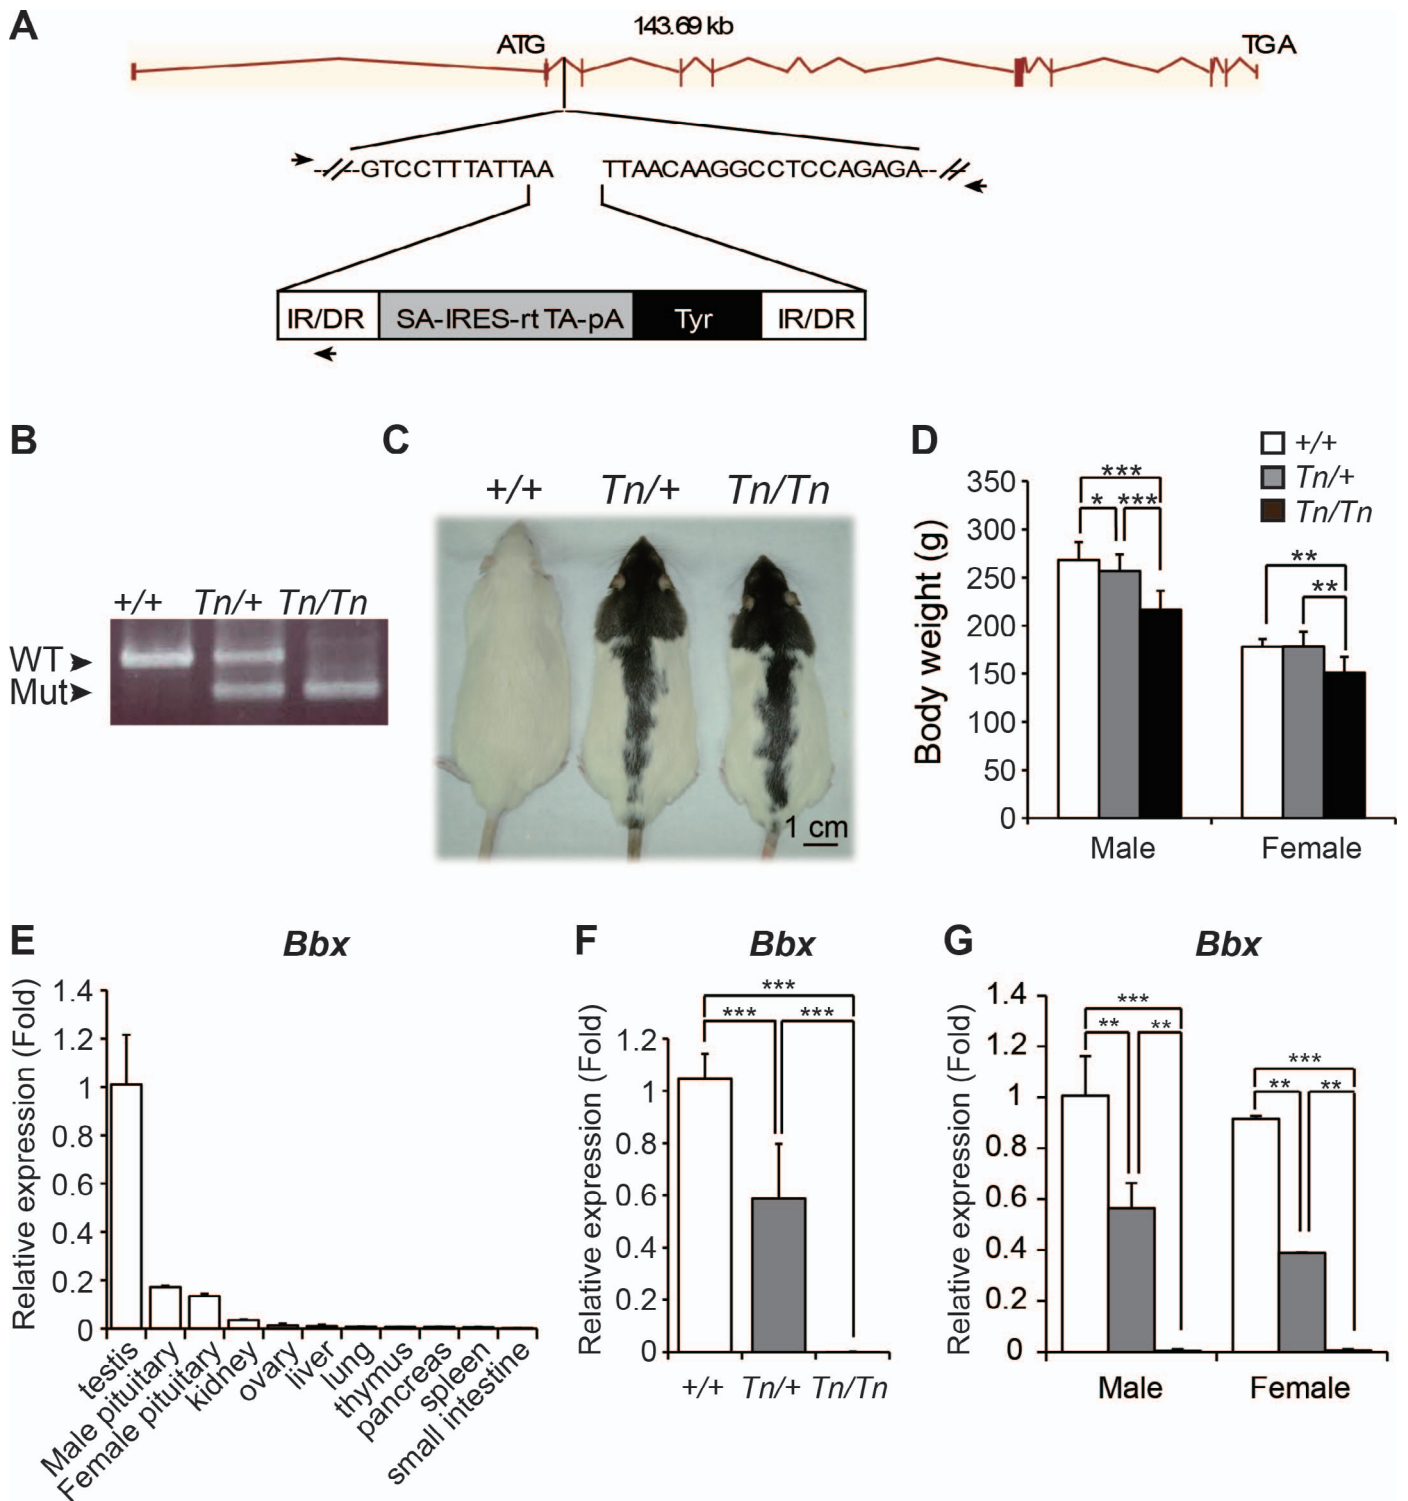 A
143.69 kb
ATG
TGA
--//--GTCCTTTATTAA TTAACAAGGCCTCCAGAGA--//-
IR/DR SA-IRES-rtTA-pA Tyr IR/DR
B
+/+ Tn/+ Tn/Tn
WT
Mut
C
+/+ Tn/+ Tn/Tn
1 cm
D
+/+
Tn/+
Tn/Tn
Body weight (g)
350
300
250
200
150
100
50
0
***
* ***
**
**
Male Female
E
Bbx
Relative expression (Fold)
1.4
1.2
1
0.8
0.6
0.4
0.2
0
testis
Male pituitary
Female pituitary
kidney
ovary
liver
lung
thymus
pancreas
spleen
small intestine
F
Bbx
Relative expression (Fold)
1.2
1
0.8
0.6
0.4
0.2
0
***
*** ***
+/+ Tn/+ Tn/Tn
G
Bbx
Relative expression (Fold)
1.4
1.2
1
0.8
0.6
0.4
0.2
0
***
** **
***
** **
Male Female